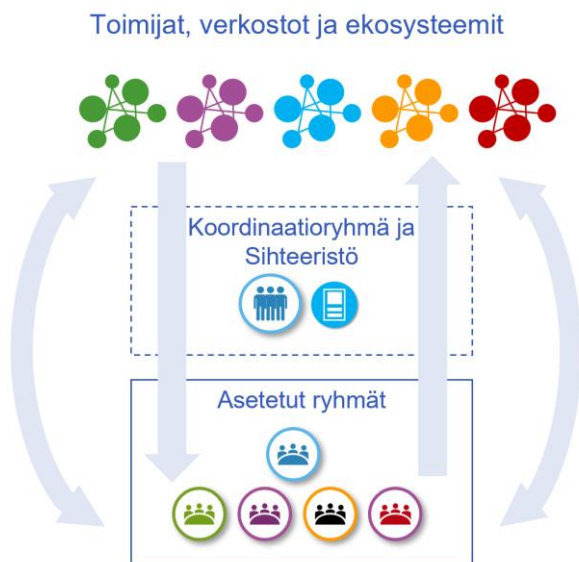 Toimijat, verkostot ja ekosysteemit
Koordinaatioryhmä ja
Sihteeristö
Asetetut ryhmät